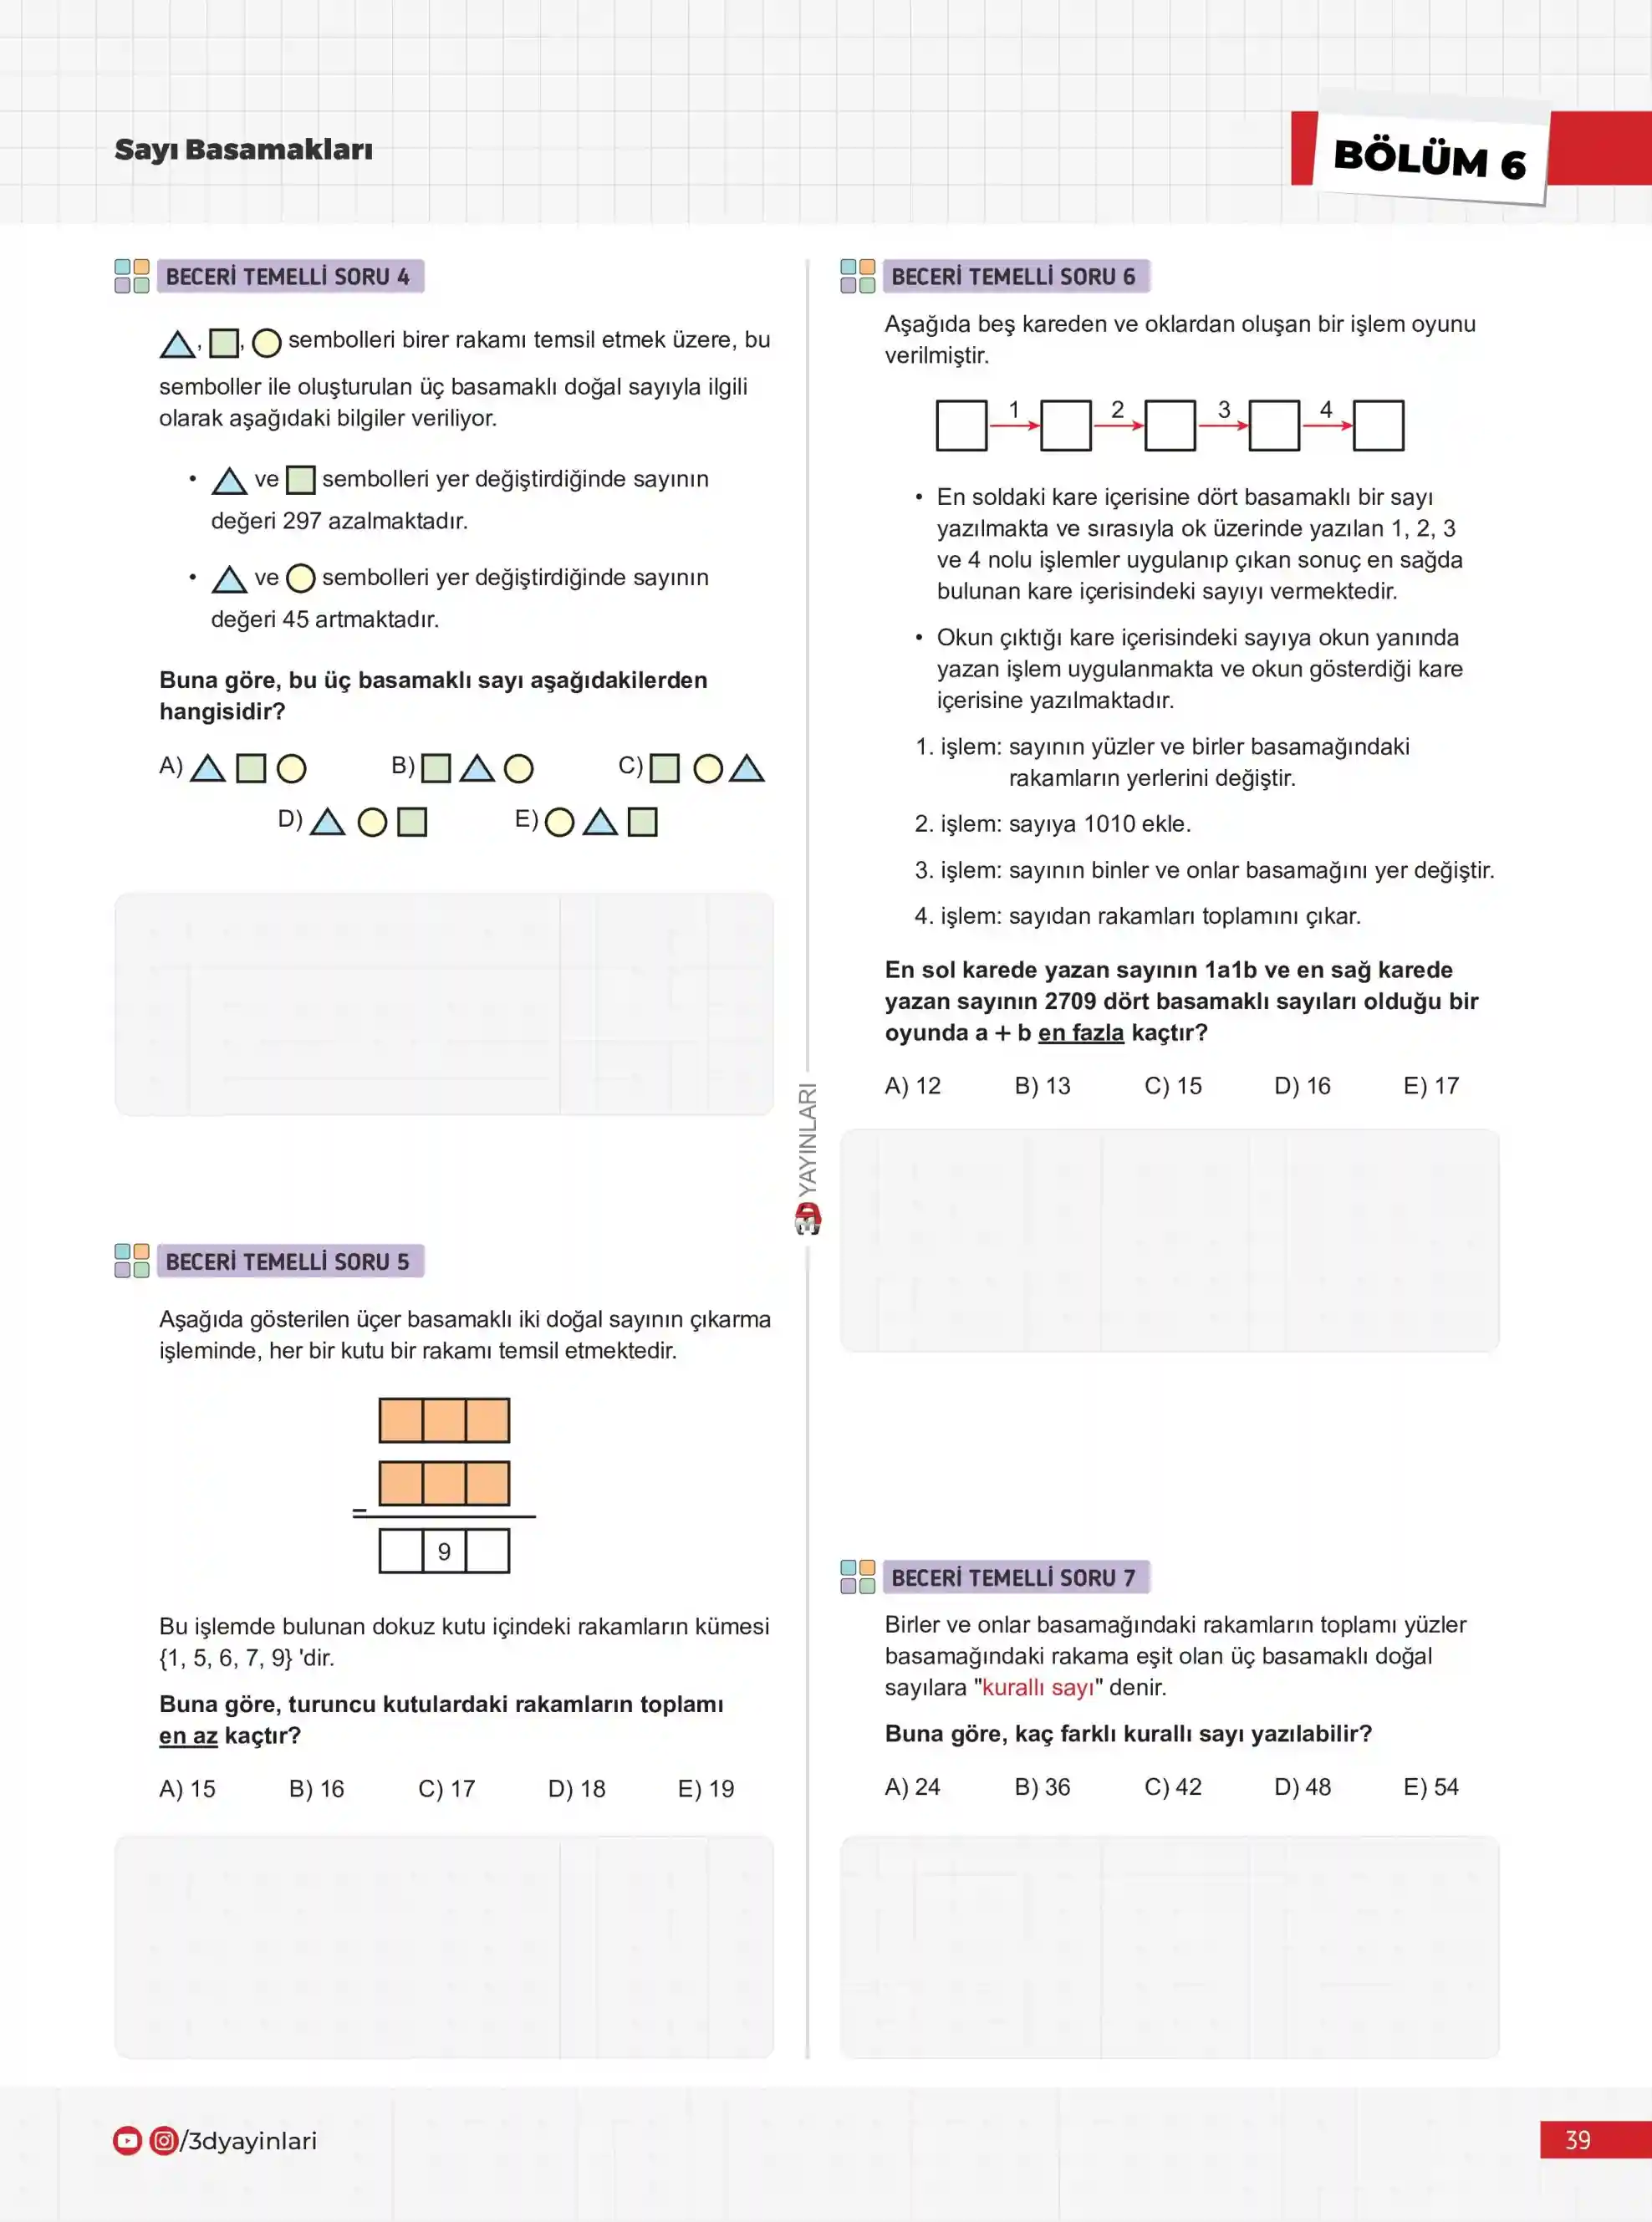 Sayı Basamakları
BÖLÜM 6
BECERİ TEMELLİ SORU 4
, , sembolleri birer rakamı temsil etmek üzere, bu
semboller ile oluşturulan üç basamaklı doğal sayıyla ilgili
olarak aşağıdaki bilgiler veriliyor.
• ve sembolleri yer değiştirdiğinde sayının
değeri 297 azalmaktadır.
• ve sembolleri yer değiştirdiğinde sayının
değeri 45 artmaktadır.
Buna göre, bu üç basamaklı sayı aşağıdakilerden
hangisidir?
A) B) C)
D) E)
BECERİ TEMELLİ SORU 5
Aşağıda gösterilen üçer basamaklı iki doğal sayının çıkarma
işleminde, her bir kutu bir rakamı temsil etmektedir.
9
Bu işlemde bulunan dokuz kutu içindeki rakamların kümesi
{1, 5, 6, 7, 9} 'dir.
Buna göre, turuncu kutulardaki rakamların toplamı
en az kaçtır?
A) 15 B) 16 C) 17 D) 18 E) 19
YAYINLARI
BECERİ TEMELLİ SORU 6
Aşağıda beş kareden ve oklardan oluşan bir işlem oyunu
verilmiştir.
1 2 3 4
• En soldaki kare içerisine dört basamaklı bir sayı
yazılmakta ve sırasıyla ok üzerinde yazılan 1, 2, 3
ve 4 nolu işlemler uygulanıp çıkan sonuç en sağda
bulunan kare içerisindeki sayıyı vermektedir.
• Okun çıktığı kare içerisindeki sayıya okun yanında
yazan işlem uygulanmakta ve okun gösterdiği kare
içerisine yazılmaktadır.
1. işlem: sayının yüzler ve birler basamağındaki
rakamların yerlerini değiştir.
2. işlem: sayıya 1010 ekle.
3. işlem: sayının binler ve onlar basamağını yer değiştir.
4. işlem: sayıdan rakamları toplamını çıkar.
En sol karede yazan sayının 1a1b ve en sağ karede
yazan sayının 2709 dört basamaklı sayıları olduğu bir
oyunda a + b en fazla kaçtır?
A) 12 B) 13 C) 15 D) 16 E) 17
BECERİ TEMELLİ SORU 7
Birler ve onlar basamağındaki rakamların toplamı yüzler
basamağındaki rakama eşit olan üç basamaklı doğal
sayılara "kurallı sayı" denir.
Buna göre, kaç farklı kurallı sayı yazılabilir?
A) 24 B) 36 C) 42 D) 48 E) 54
/3dyayinlari
39